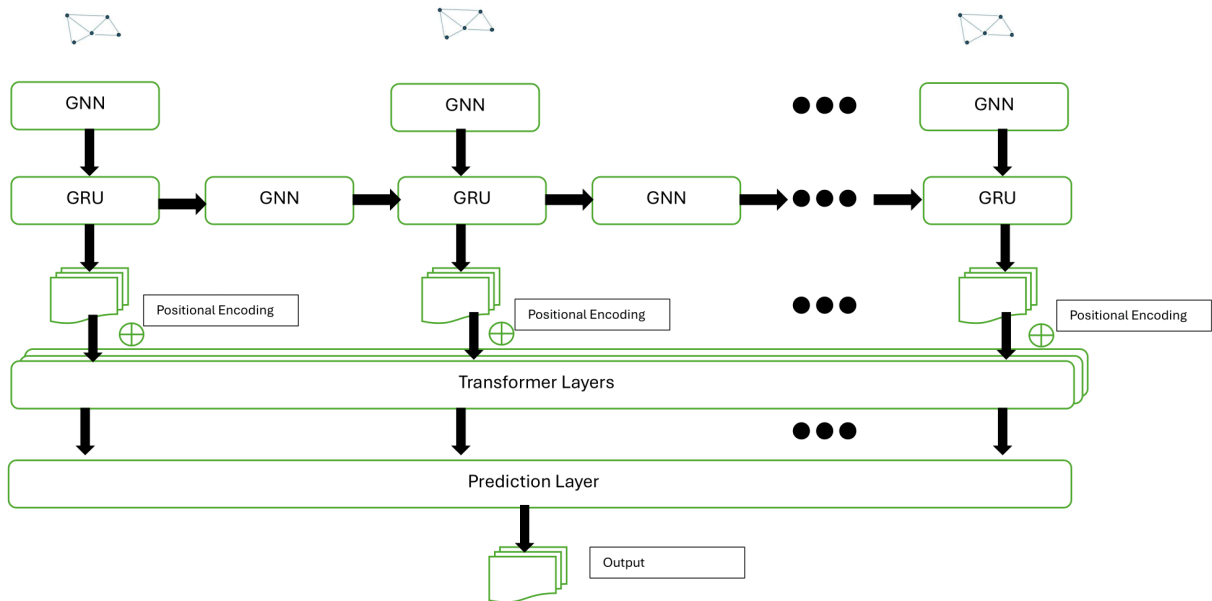 GNN
GNN
GNN
GRU
GNN
GRU
GNN
GRU
Positional Encoding
Positional Encoding
Positional Encoding
Transformer Layers
Prediction Layer
Output